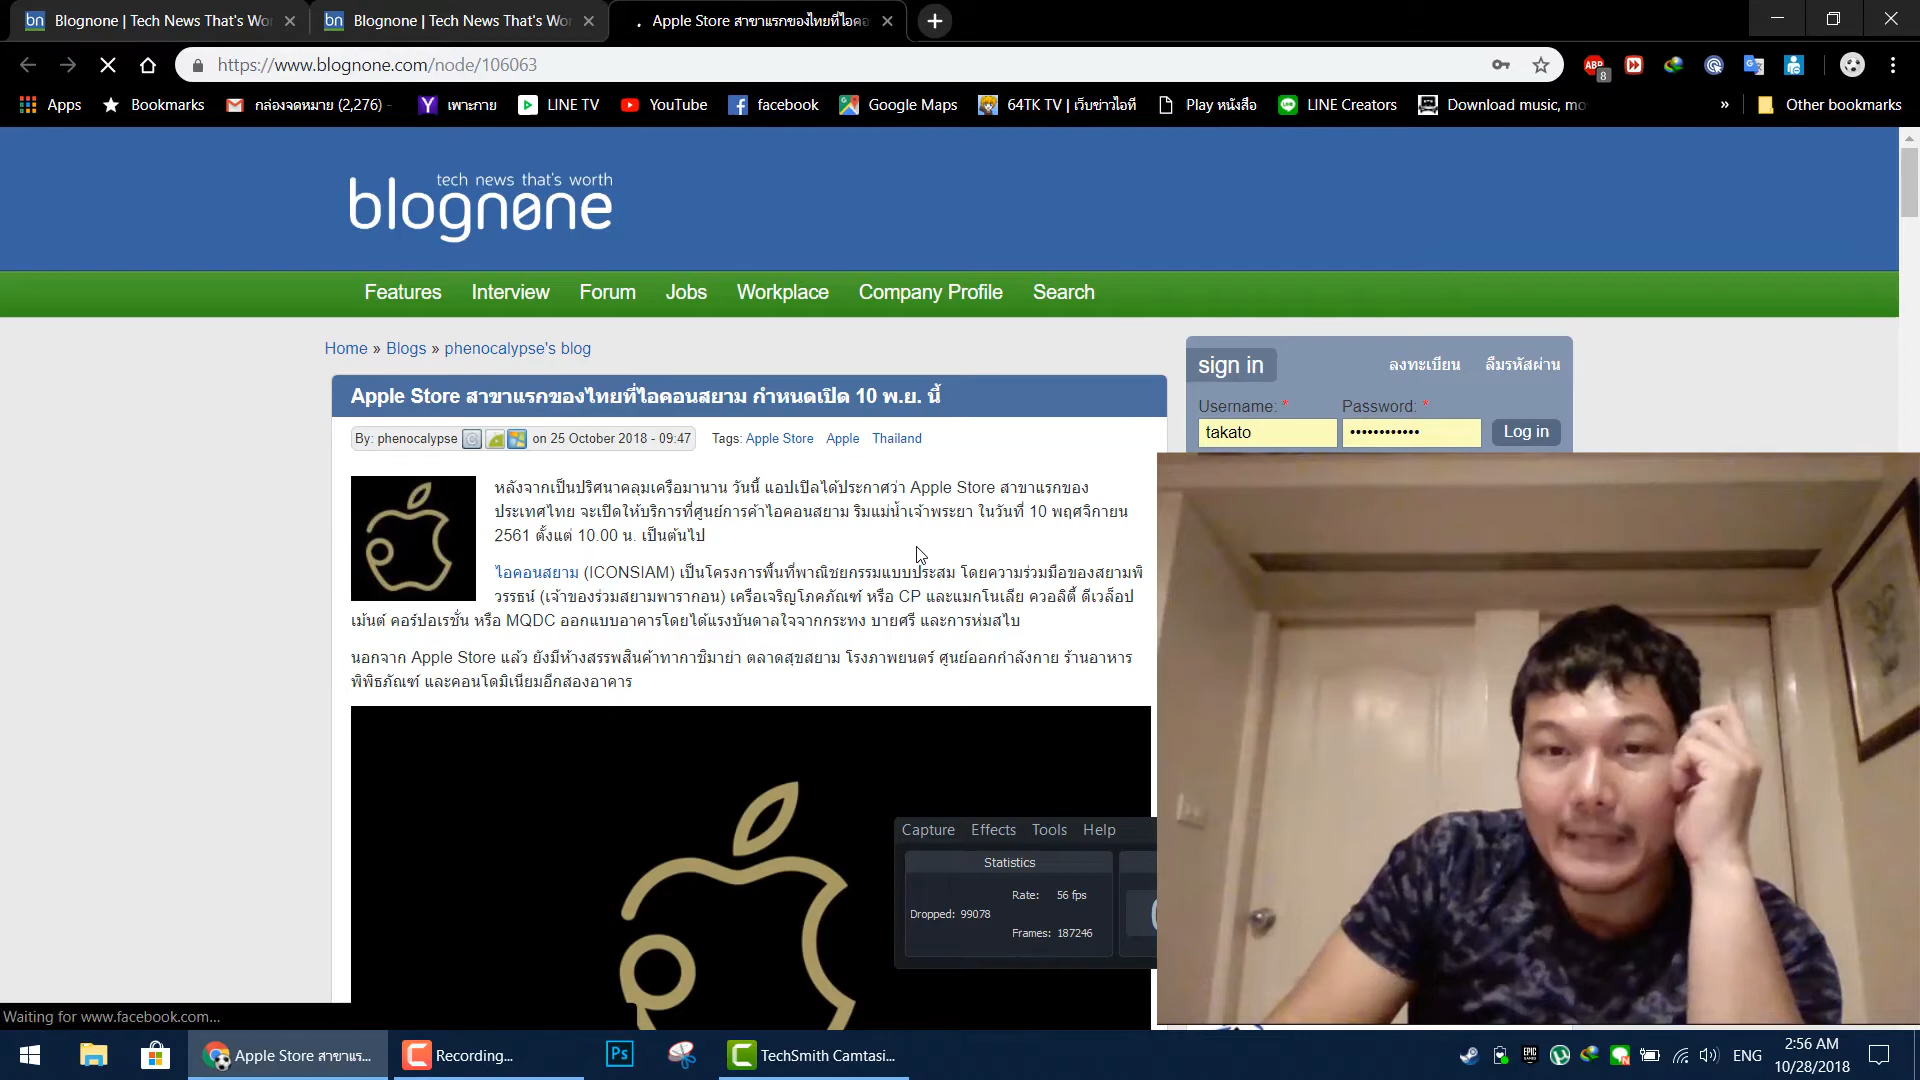 Blognone | Tech News That's Wor
Blognone | Tech News That's Wor
Apple Store สาขาแรกของไทยที่ไอคอ
https://www.blognone.com/node/106063
ABP
8
Apps
Bookmarks
กล่องจดหมาย (2,276) -
เพาะกาย
LINE TV
YouTube
facebook
Google Maps
64TK TV | เว็บข่าวไอที
Play หนังสือ
LINE Creators
Download music, mo
»
Other bookmarks
tech news that's worth
blognone
Features
Interview
Forum
Jobs
Workplace
Company Profile
Search
Home » Blogs » phenocalypse's blog
Apple Store สาขาแรกของไทยที่ไอคอนสยาม กำหนดเปิด 10 พ.ย. นี้
By: phenocalypse on 25 October 2018 - 09:47
Tags: Apple Store Apple Thailand
หลังจากเป็นปริศนาคลุมเครือมานาน วันนี้ แอปเปิลได้ประกาศว่า Apple Store สาขาแรกของ
ประเทศไทย จะเปิดให้บริการที่ศูนย์การค้าไอคอนสยาม ริมแม่น้ำเจ้าพระยา ในวันที่ 10 พฤศจิกายน
2561 ตั้งแต่ 10.00 น. เป็นต้นไป
ไอคอนสยาม (ICONSIAM) เป็นโครงการพื้นที่พาณิชยกรรมแบบประสม โดยความร่วมมือของสยามพิ
วรรธน์ (เจ้าของร่วมสยามพารากอน) เครือเจริญโภคภัณฑ์ หรือ CP และแมกโนเลีย ควอลิตี้ ดีเวล็อป
เม้นต์ คอร์ปอเรชั่น หรือ MQDC ออกแบบอาคารโดยได้แรงบันดาลใจจากกระทง บายศรี และการห่มสไบ
นอกจาก Apple Store แล้ว ยังมีห้างสรรพสินค้าทากาชิมาย่า ตลาดสุขสยาม โรงภาพยนตร์ ศูนย์ออกกำลังกาย ร้านอาหาร
พิพิธภัณฑ์ และคอนโดมิเนียมอีกสองอาคาร
sign in
ลงทะเบียน
ลืมรหัสผ่าน
Username: *
Password: *
takato
••••••••••••
Log in
Capture
Effects
Tools
Help
Statistics
Rate: 56 fps
Dropped: 99078
Frames: 187246
Waiting for www.facebook.com...
Apple Store สาขาแร...
Recording...
Ps
TechSmith Camtasi...
ENG
2:56 AM
10/28/2018